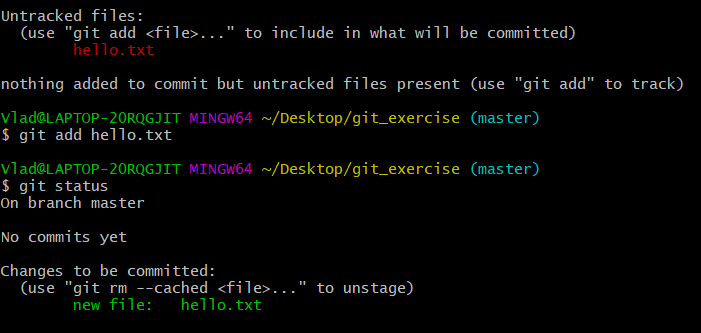 Untracked files:
  (use "git add <file>..." to include in what will be committed)
        hello.txt

nothing added to commit but untracked files present (use "git add" to track)

Vlad@LAPTOP-2ORQGJIT MINGW64 ~/Desktop/git_exercise (master)
$ git add hello.txt

Vlad@LAPTOP-2ORQGJIT MINGW64 ~/Desktop/git_exercise (master)
$ git status
On branch master

No commits yet

Changes to be committed:
  (use "git rm --cached <file>..." to unstage)
        new file:   hello.txt